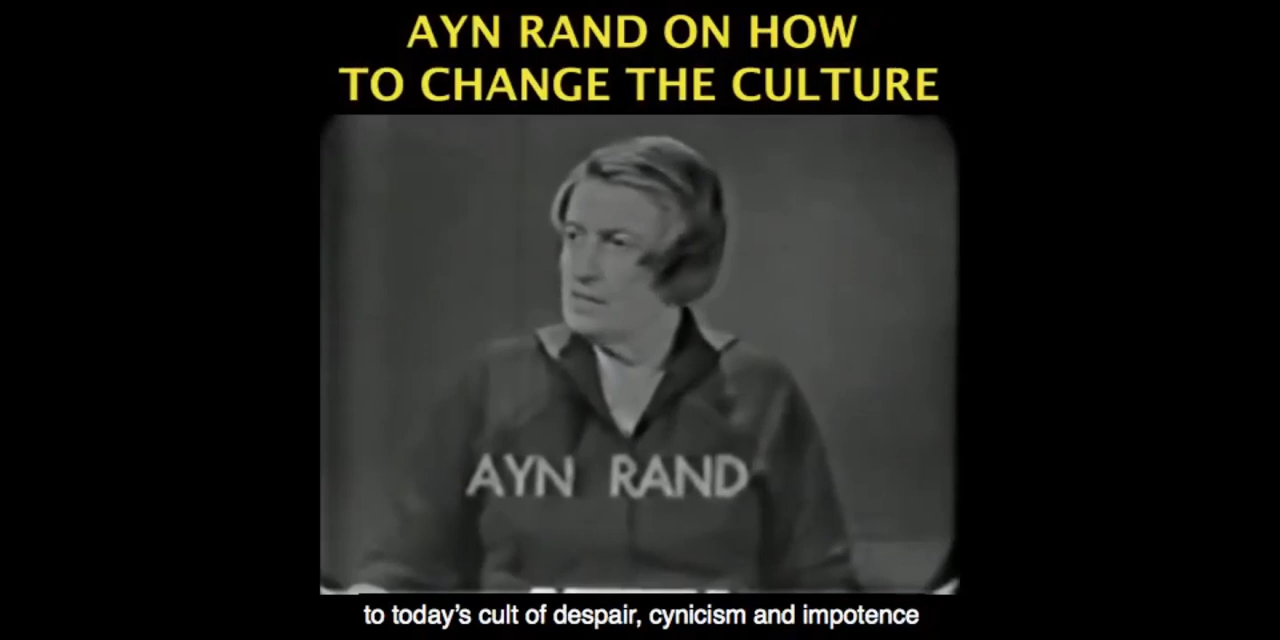 AYN RAND ON HOW
TO CHANGE THE CULTURE
AYN RAND
to today's cult of despair, cynicism and impotence